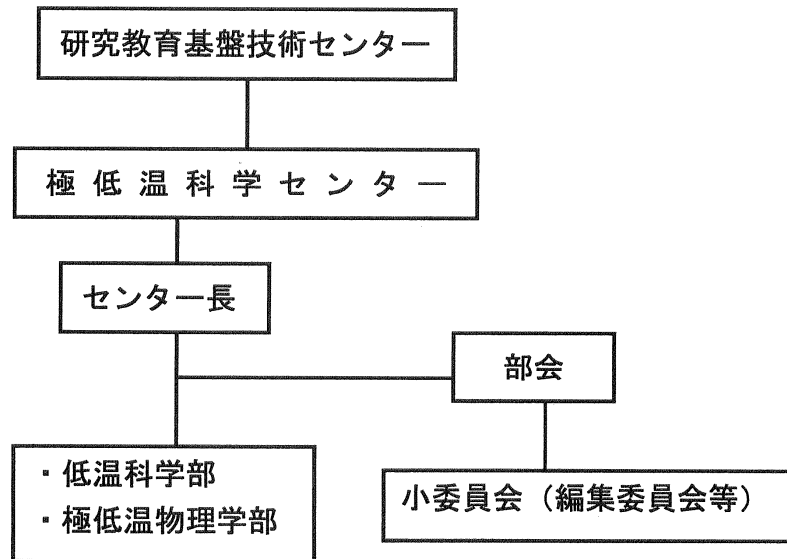 研究教育基盤技術センター
極低温科学センター
センター長
部会
・低温科学部
・極低温物理学部
小委員会（編集委員会等）